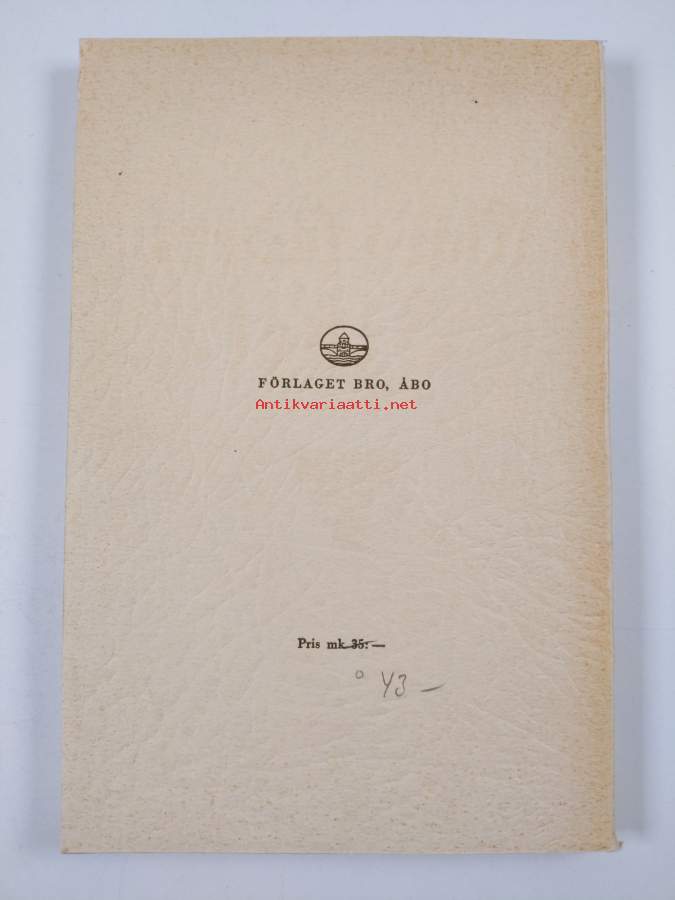 FÖRLAGET BRO, ÅBO
Antikvariaatti.net
Pris mk 35: —
43 —